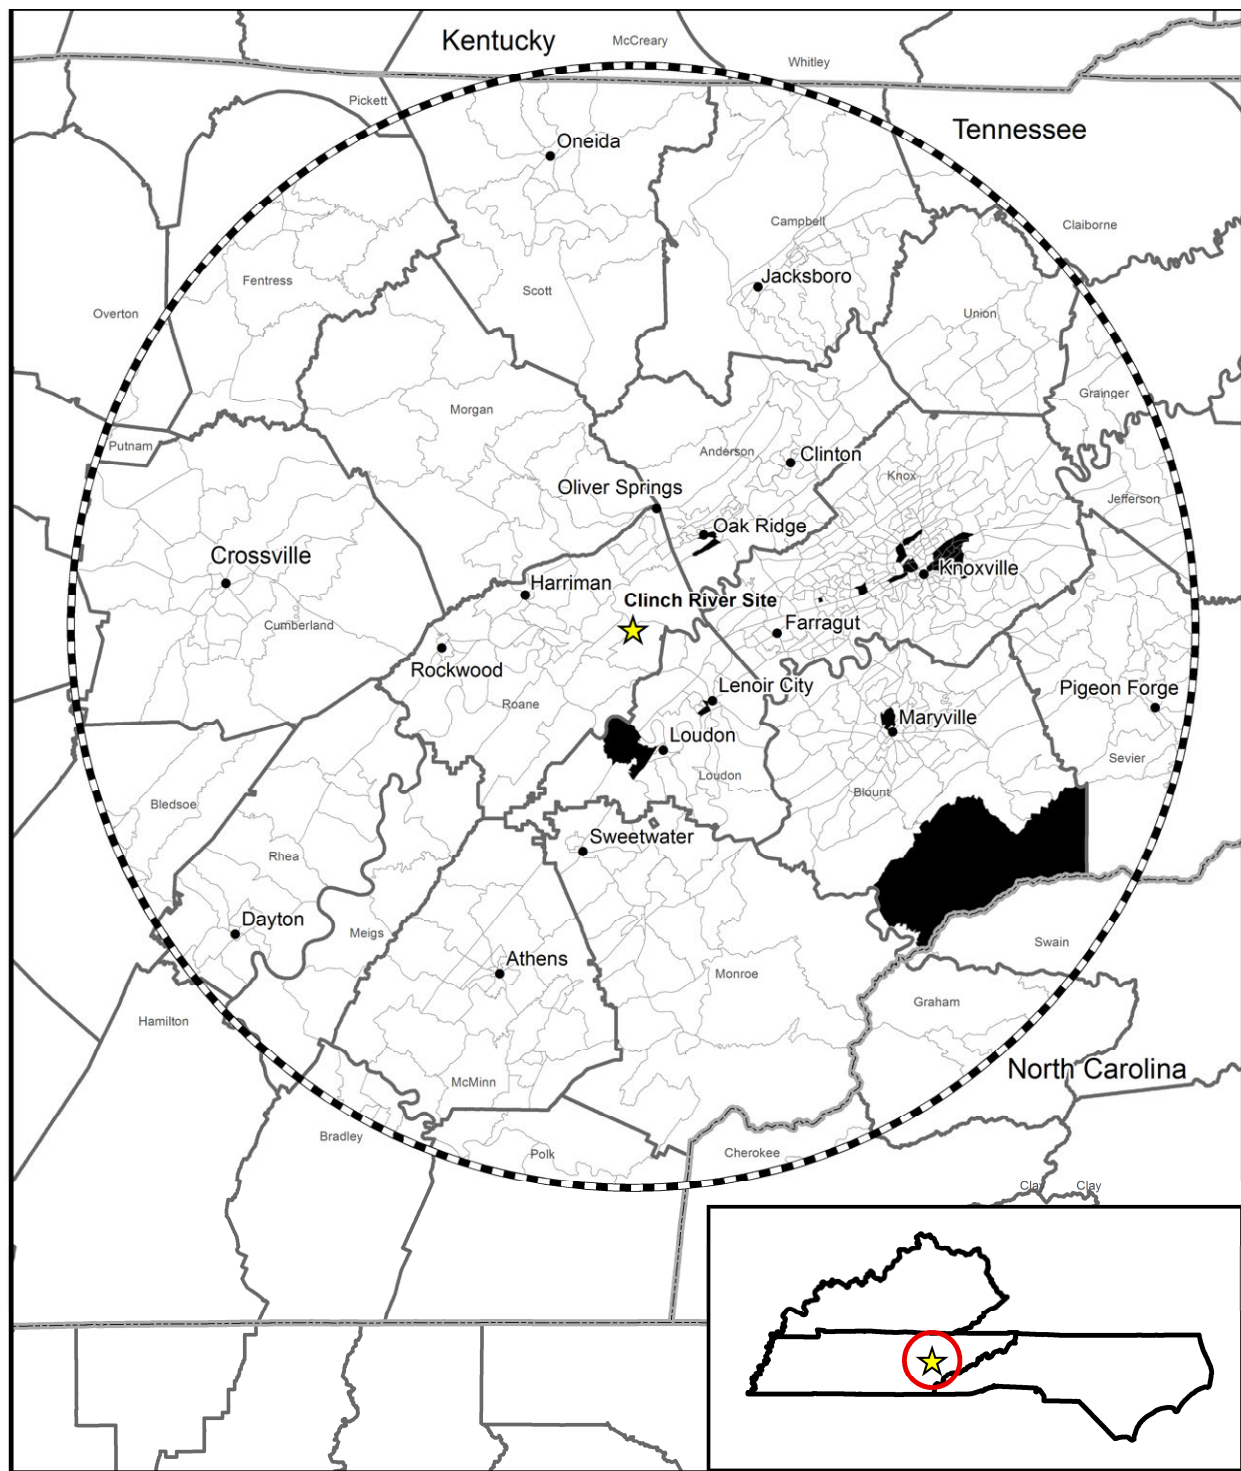 Kentucky
McCreary
Whitley
Pickett
Tennessee
Oneida
Campbell
Claiborne
Fentress
Jacksboro
Scott
Overton
Union
Grainger
Morgan
Putnam
Anderson
Clinton
Knox
Oliver Springs
Jefferson
Oak Ridge
Crossville
Harriman
Knoxville
Clinch River Site
Cumberland
Farragut
Rockwood
Lenoir City
Pigeon Forge
Roane
Maryville
Loudon
Sevier
Loudon
Blount
Bledsoe
Sweetwater
Rhea
Dayton
Meigs
Swain
Athens
Monroe
Graham
Hamilton
North Carolina
McMinn
Bradley
Polk
Cherokee
Clay
Clay